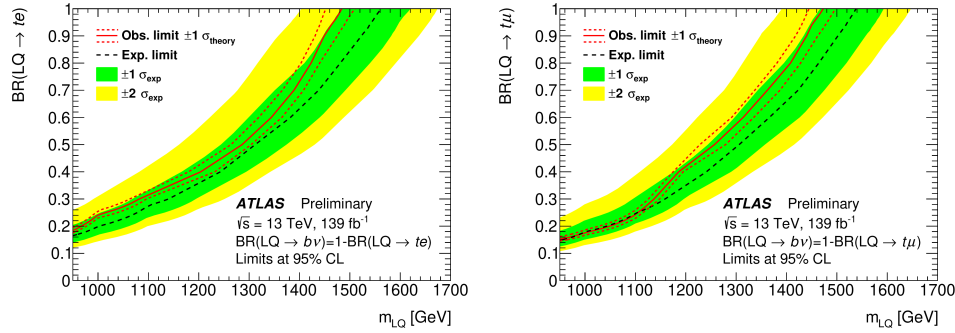 BR(LQ → te)
1
0.9
0.8
0.7
0.6
0.5
0.4
0.3
0.2
0.1
0
Obs. limit ±1 σtheory
Exp. limit
±1 σexp
±2 σexp
ATLAS Preliminary
√s = 13 TeV, 139 fb⁻¹
BR(LQ → bν)=1-BR(LQ → te)
Limits at 95% CL
1000 1100 1200 1300 1400 1500 1600 1700
mLQ [GeV]
BR(LQ → tμ)
1
0.9
0.8
0.7
0.6
0.5
0.4
0.3
0.2
0.1
0
Obs. limit ±1 σtheory
Exp. limit
±1 σexp
±2 σexp
ATLAS Preliminary
√s = 13 TeV, 139 fb⁻¹
BR(LQ → bν)=1-BR(LQ → tμ)
Limits at 95% CL
1000 1100 1200 1300 1400 1500 1600 1700
mLQ [GeV]